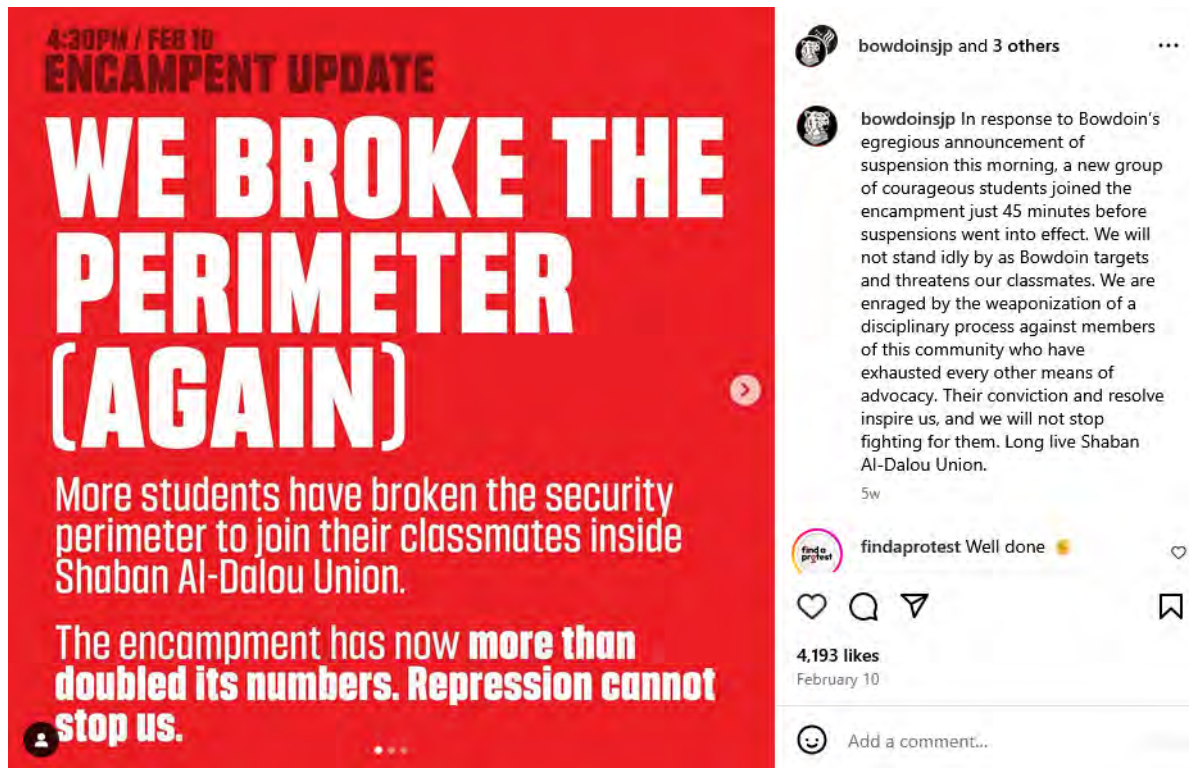 4:30PM / FEB 10
ENCAMPENT UPDATE
WE BROKE THE
PERIMETER
(AGAIN)
More students have broken the security
perimeter to join their classmates inside
Shaban Al-Dalou Union.
The encampment has now more than
doubled its numbers. Repression cannot
stop us.
bowdoinsjp and 3 others
bowdoinsjp In response to Bowdoin's
egregious announcement of
suspension this morning, a new group
of courageous students joined the
encampment just 45 minutes before
suspensions went into effect. We will
not stand idly by as Bowdoin targets
and threatens our classmates. We are
enraged by the weaponization of a
disciplinary process against members
of this community who have
exhausted every other means of
advocacy. Their conviction and resolve
inspire us, and we will not stop
fighting for them. Long live Shaban
Al-Dalou Union.
5w
find a
protest
findaprotest Well done
4,193 likes
February 10
Add a comment...